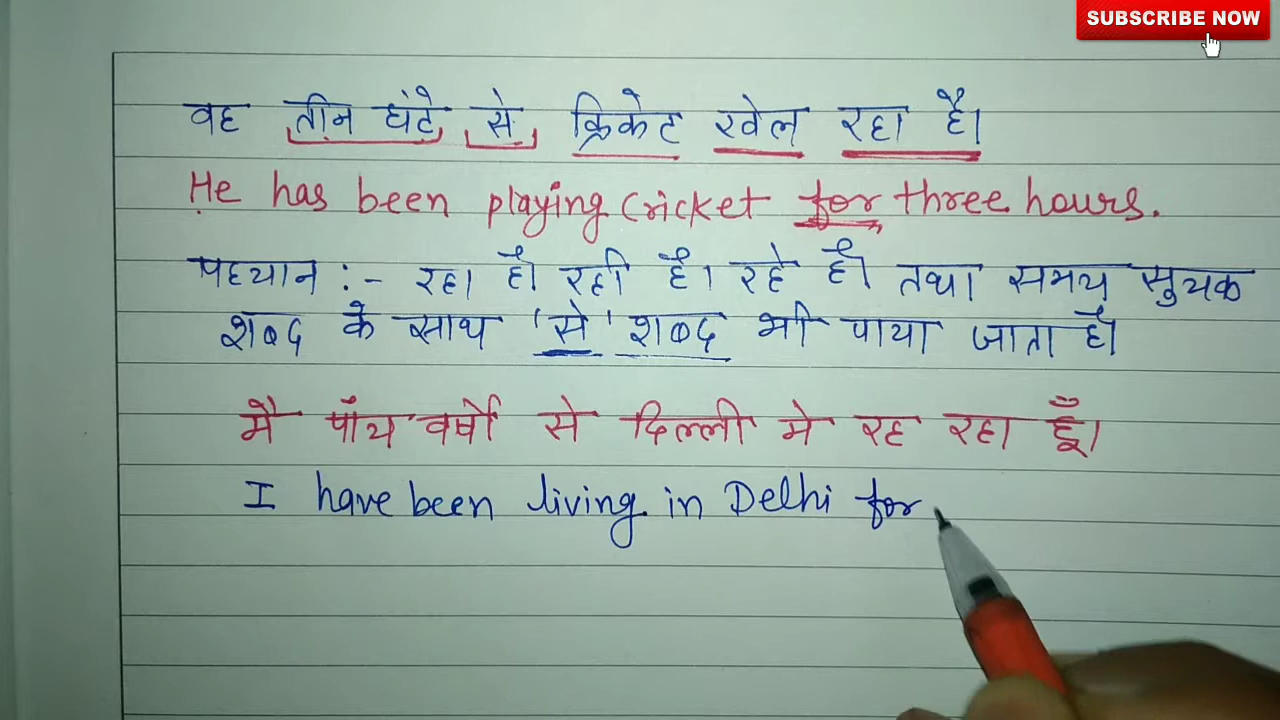 SUBSCRIBE NOW
वह तीन घंटे से क्रिकेट खेल रहा है।
He has been playing cricket for three hours.
पहचान :- रहा है। रही है। रहे हैं। तथा समय सुचक
शब्द के साथ 'से' शब्द भी पाया जाता है।
मै पाँच वर्षो से दिल्ली मे रह रहा हूँ।
I have been living in Delhi for